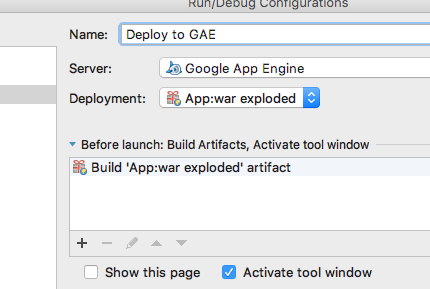 Run/Debug Configurations
Name: Deploy to GAE
Server: Google App Engine
Deployment: App:war exploded
Before launch: Build Artifacts, Activate tool window
Build 'App:war exploded' artifact
Show this page Activate tool window